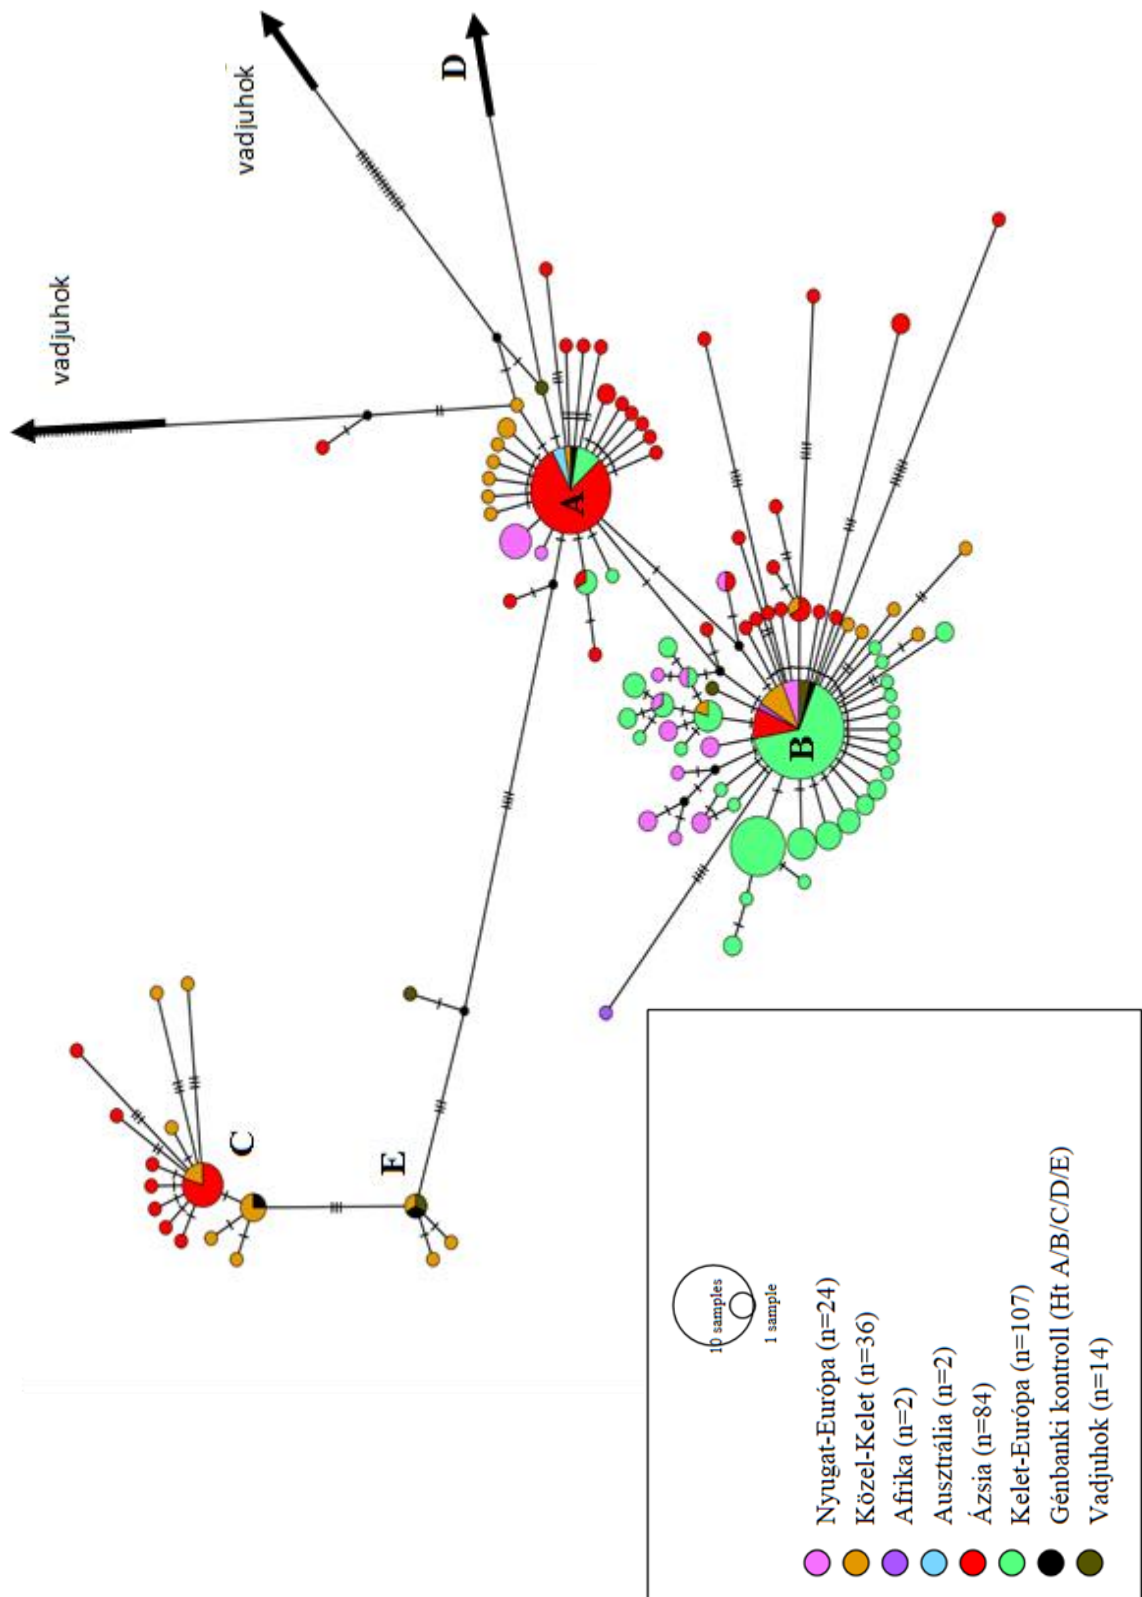 vadjuhok
vadjuhok
D
A
B
C
E
10 samples
1 sample
Nyugat-Európa (n=24)
Közel-Kelet (n=36)
Afrika (n=2)
Ausztrália (n=2)
Ázsia (n=84)
Kelet-Európa (n=107)
Génbanki kontroll (Ht A/B/C/D/E)
Vadjuhok (n=14)